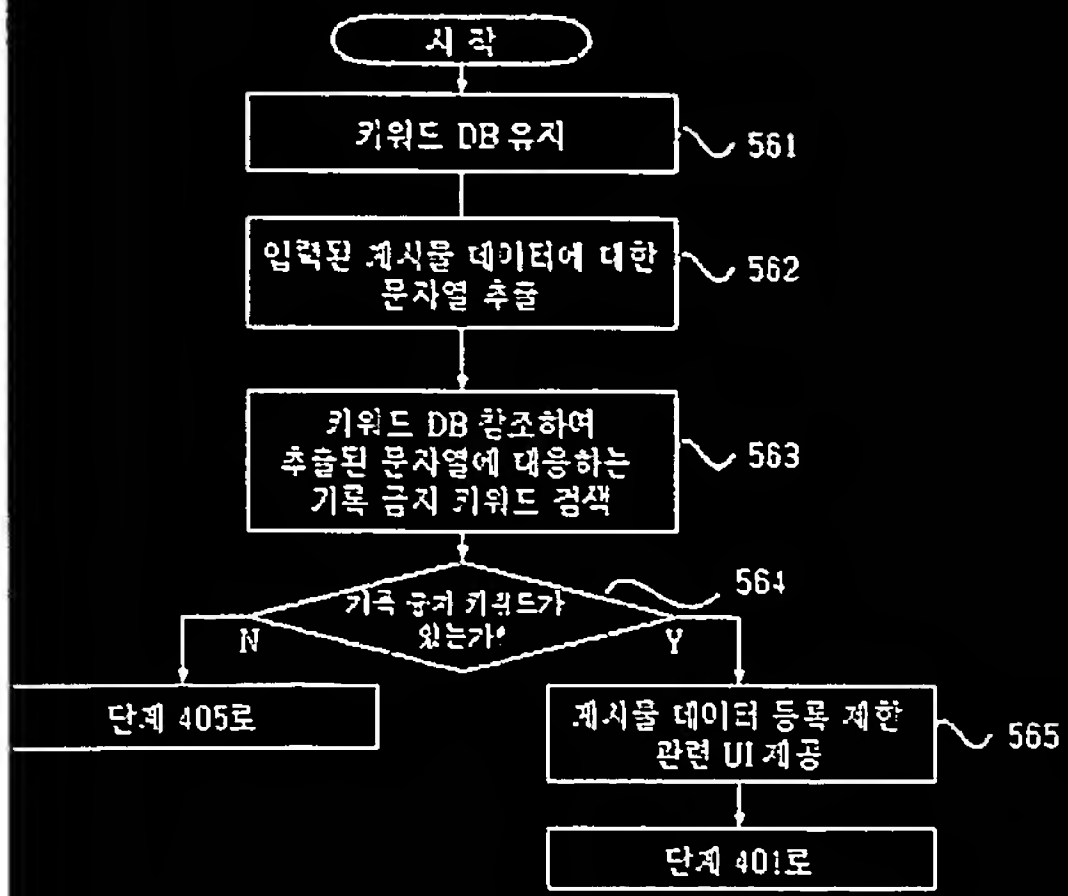 시 작
키워드 DB 유지
561
입력된 게시물 데이터에 대한
문자열 추출
562
키워드 DB 참조하여
추출된 문자열에 대응하는
기록 금지 키워드 검색
563
기록 금지 키워드가
있는가?
564
N
Y
단계 405로
게시물 데이터 등록 제한
관련 UI 제공
565
단계 401로